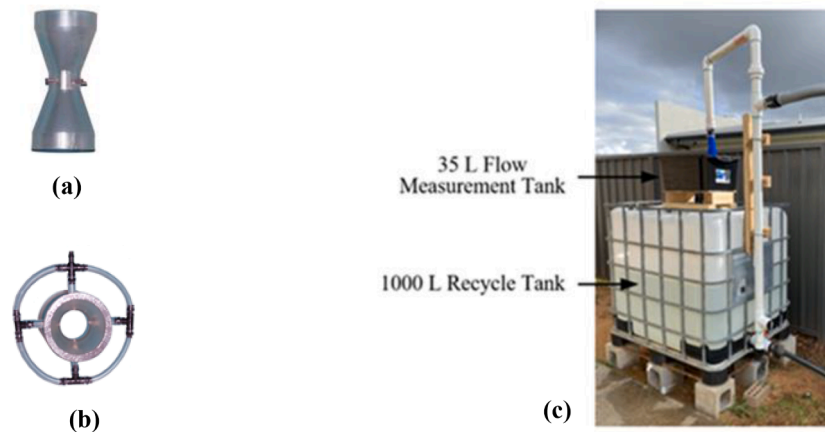 (a)
(b)
35 L Flow
Measurement Tank
1000 L Recycle Tank
(c)